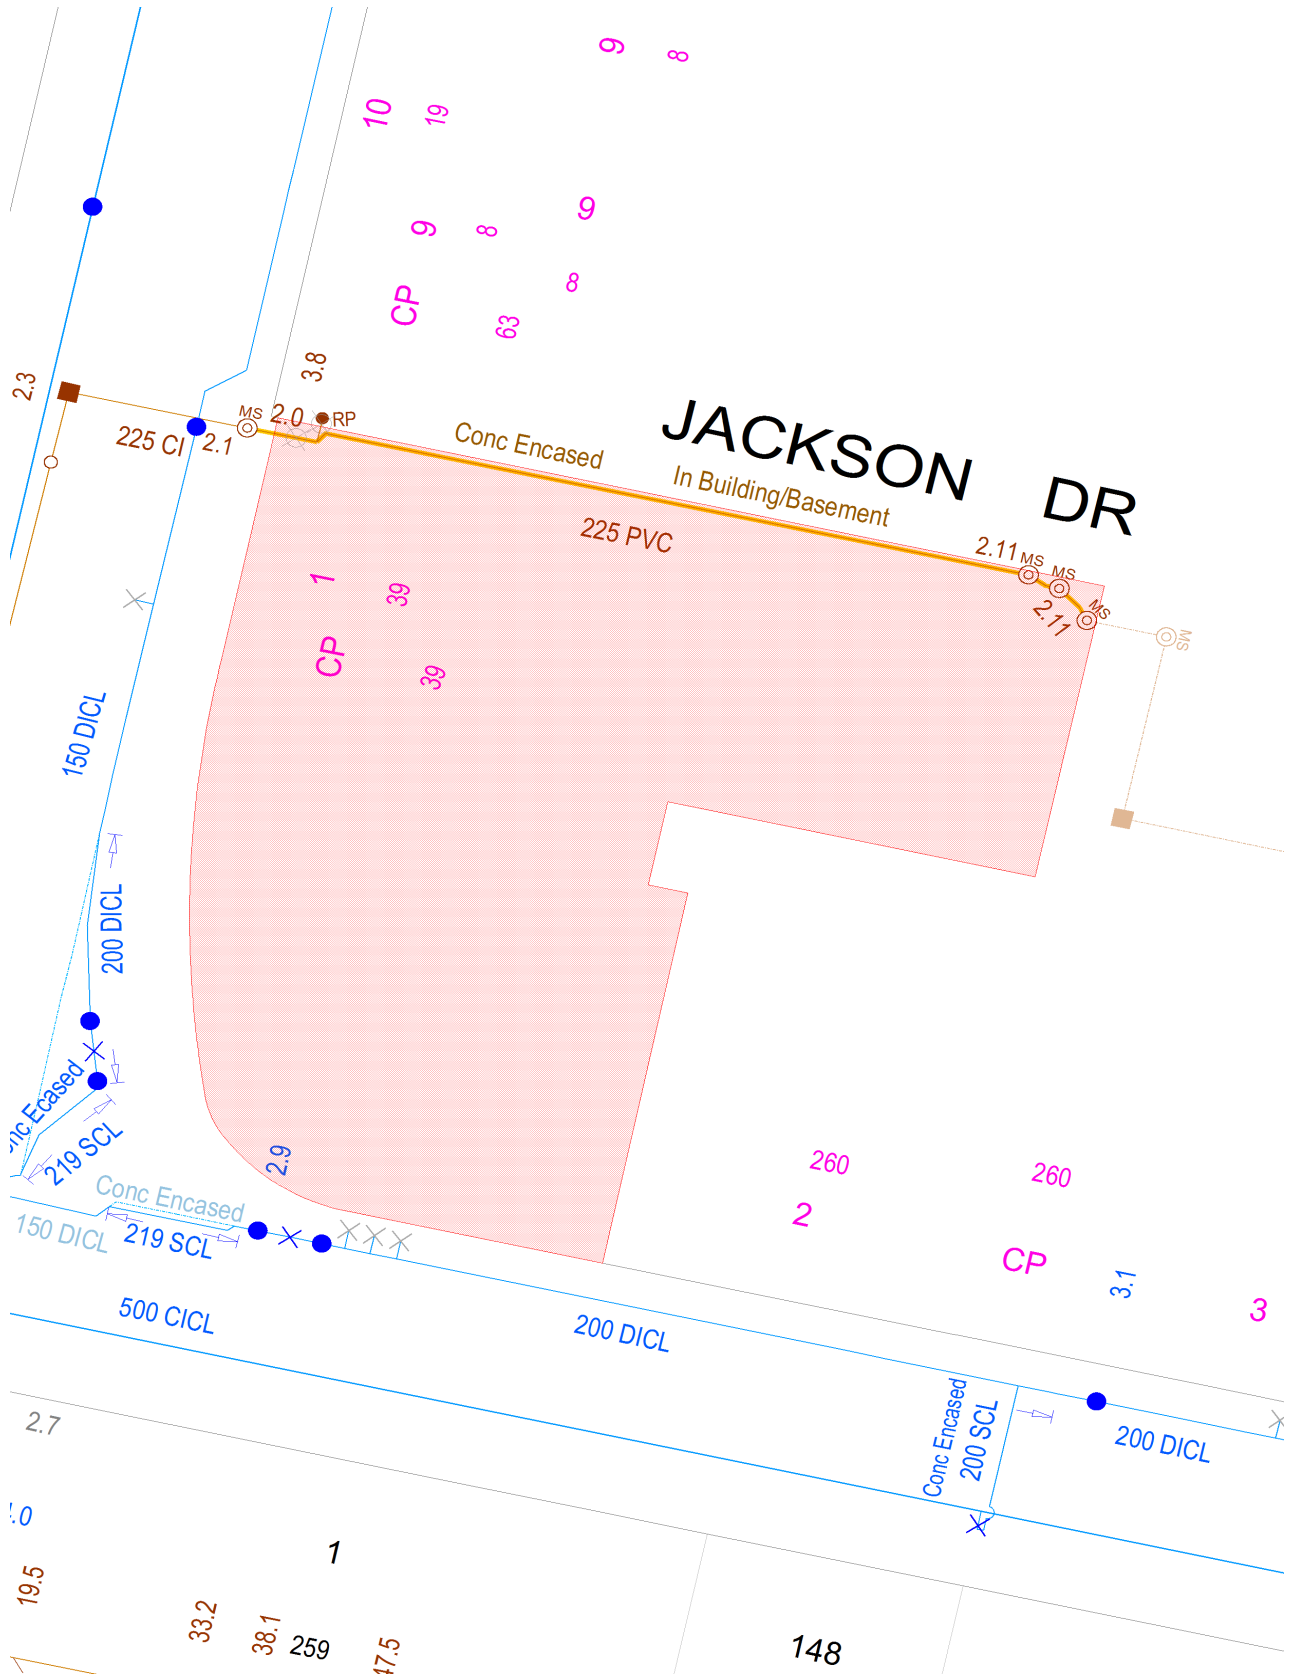 9
8
10
19
9
8
9
8
CP
63
2.3
3.8
MS
2.0
RP
225 CI
2.1
Conc Encased
JACKSON DR
In Building/Basement
225 PVC
2.11
MS
MS
2.11
MS
MS
1
39
CP
39
150 DICL
200 DICL
219 SCL
2.9
Conc Encased
150 DICL
219 SCL
260
260
2
CP
3.1
3
500 CICL
200 DICL
Conc Encased
200 SCL
200 DICL
2.7
1
19.5
33.2
38.1
259
47.5
148